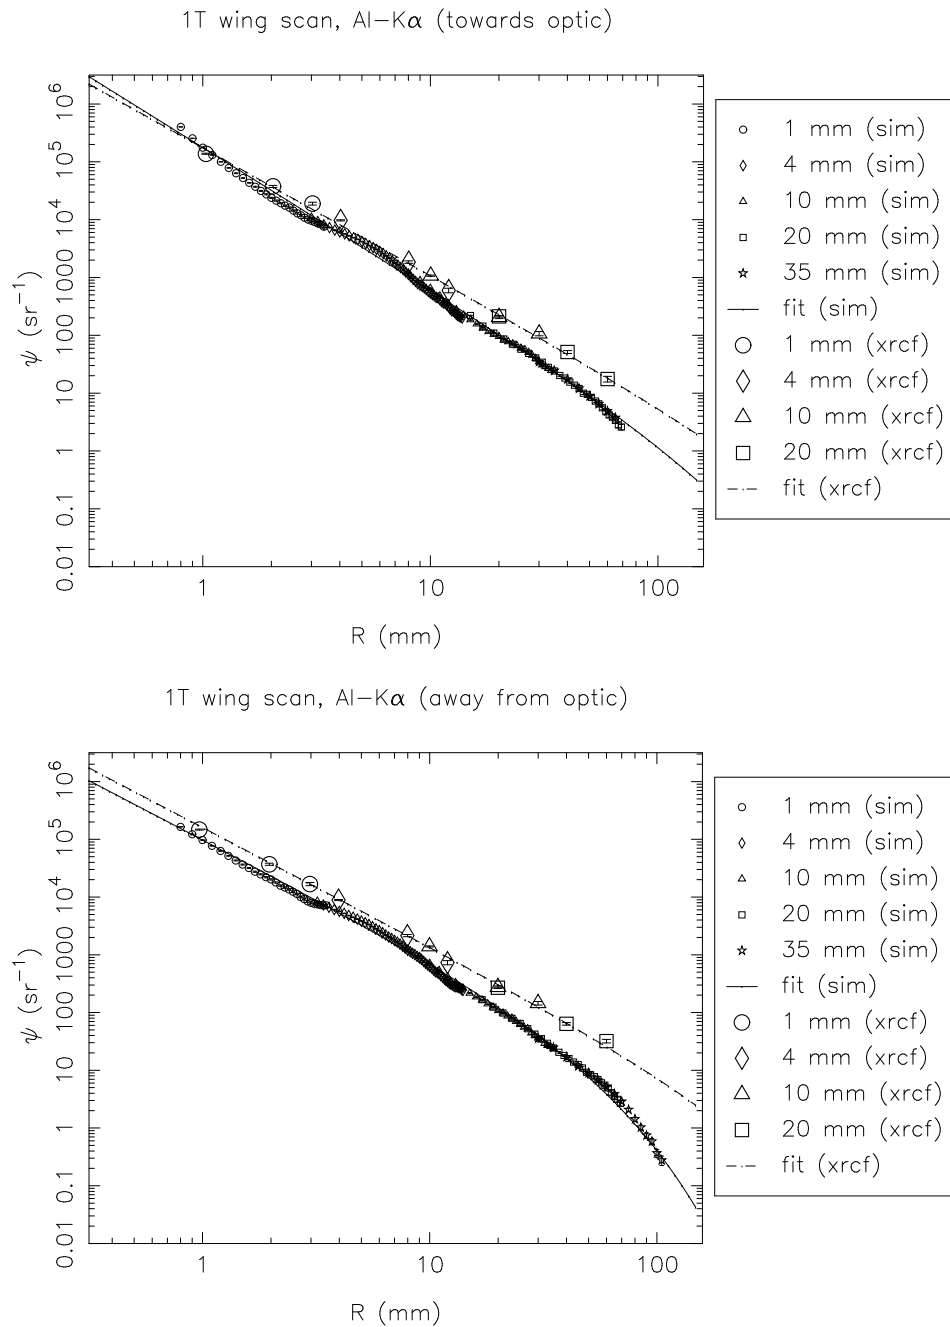 1T wing scan, Al−Kα (towards optic)
ψ (sr⁻¹)
10⁶
10⁵
10⁴
1000
100
10
1
0.1
0.01
1 10 100
R (mm)
1 mm (sim)
4 mm (sim)
10 mm (sim)
20 mm (sim)
35 mm (sim)
fit (sim)
1 mm (xrcf)
4 mm (xrcf)
10 mm (xrcf)
20 mm (xrcf)
fit (xrcf)
1T wing scan, Al−Kα (away from optic)
ψ (sr⁻¹)
10⁶
10⁵
10⁴
1000
100
10
1
0.1
0.01
1 10 100
R (mm)
1 mm (sim)
4 mm (sim)
10 mm (sim)
20 mm (sim)
35 mm (sim)
fit (sim)
1 mm (xrcf)
4 mm (xrcf)
10 mm (xrcf)
20 mm (xrcf)
fit (xrcf)